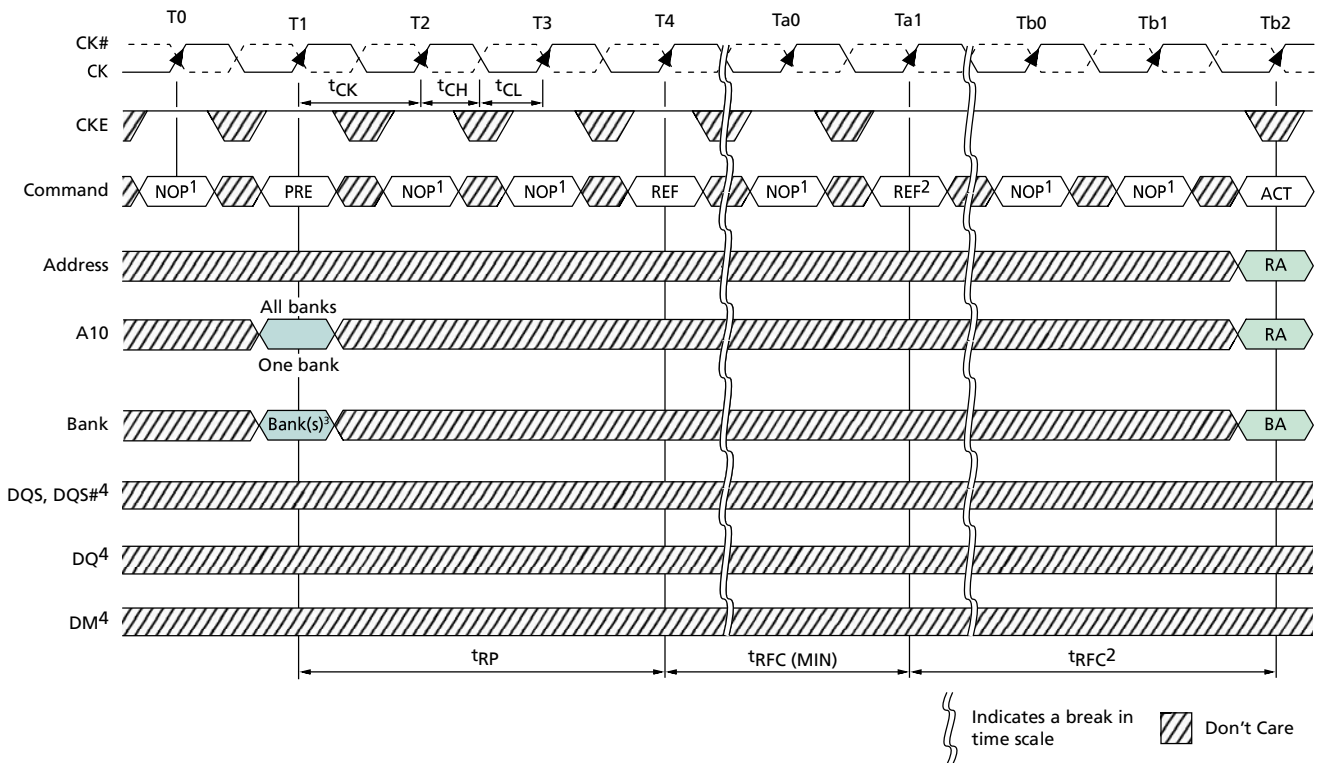 T0 T1 T2 T3 T4 Ta0 Ta1 Tb0 Tb1 Tb2
CK#
CK
tCK tCH tCL
CKE
Command NOP1 PRE NOP1 NOP1 REF NOP1 REF2 NOP1 NOP1 ACT
Address RA
All banks
A10 RA
One bank
Bank Bank(s)3 BA
DQS, DQS#4
DQ4
DM4
tRP tRFC (MIN) tRFC2
Indicates a break in
time scale
Don't Care